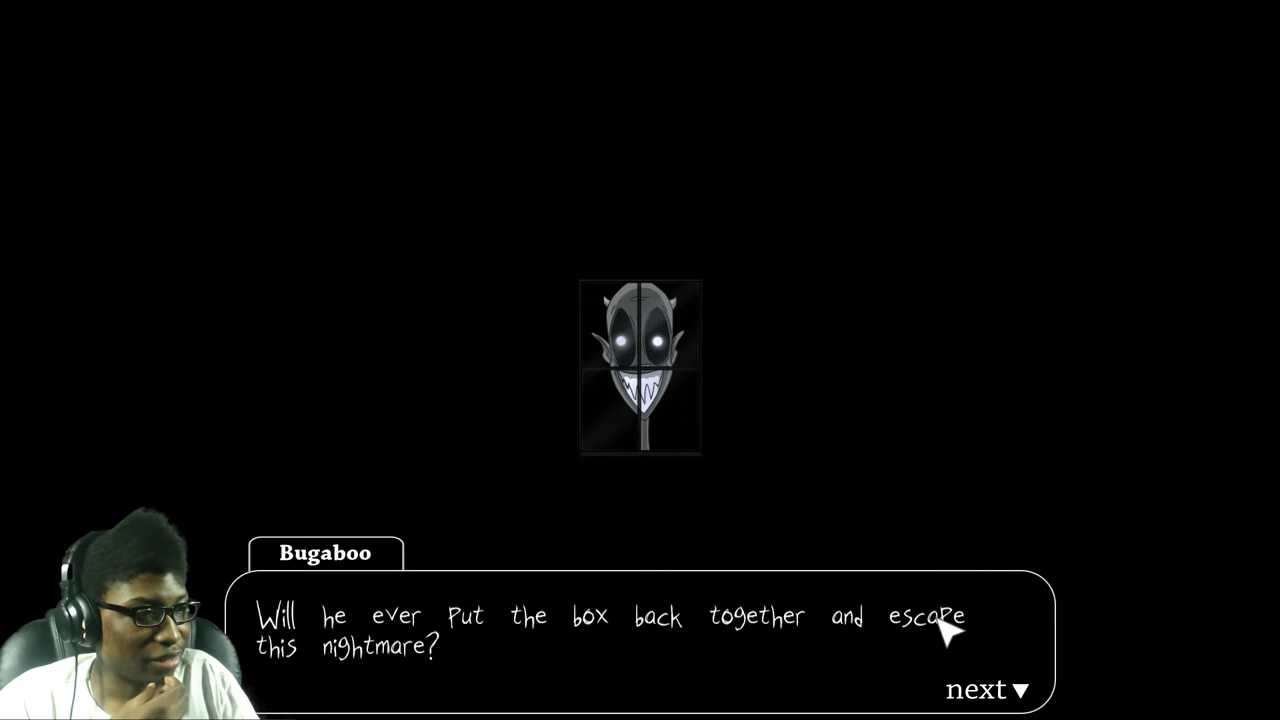 Bugaboo
Will he ever put the box back together and escape
this nightmare?
next